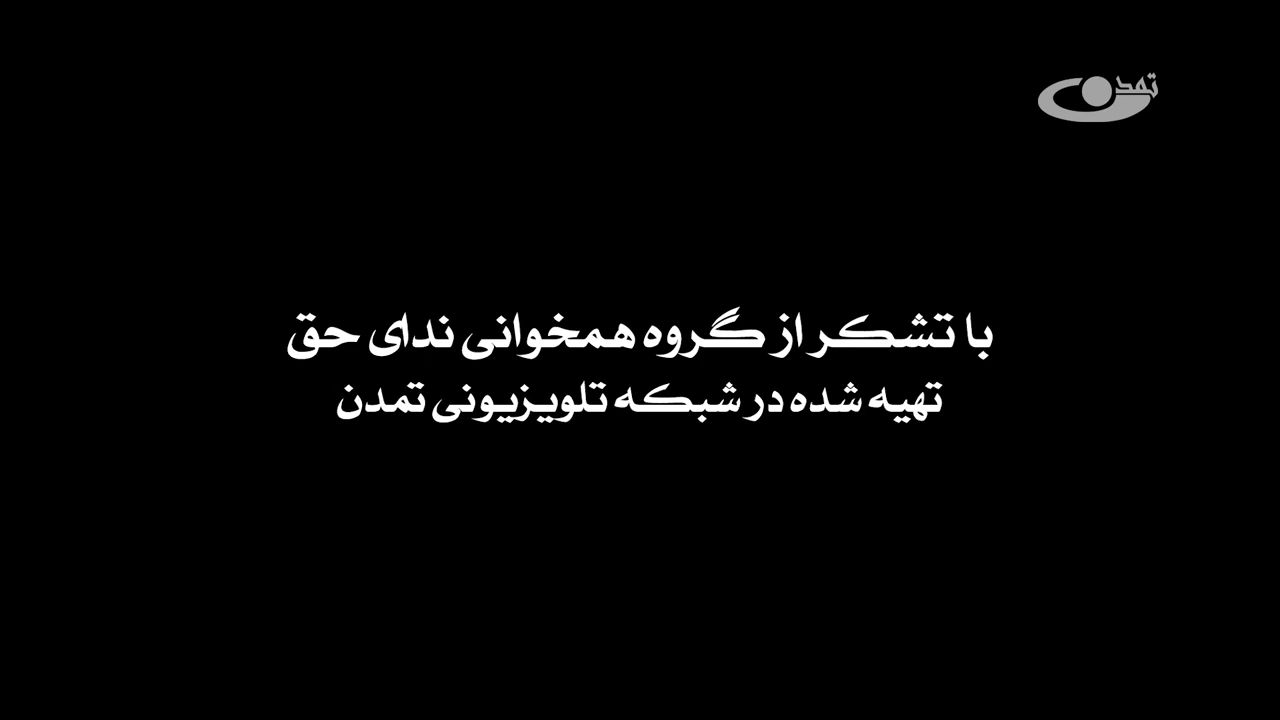 تمدن
با تشکر از گروه همخوانی ندای حق
تهیه شده در شبکه تلویزیونی تمدن